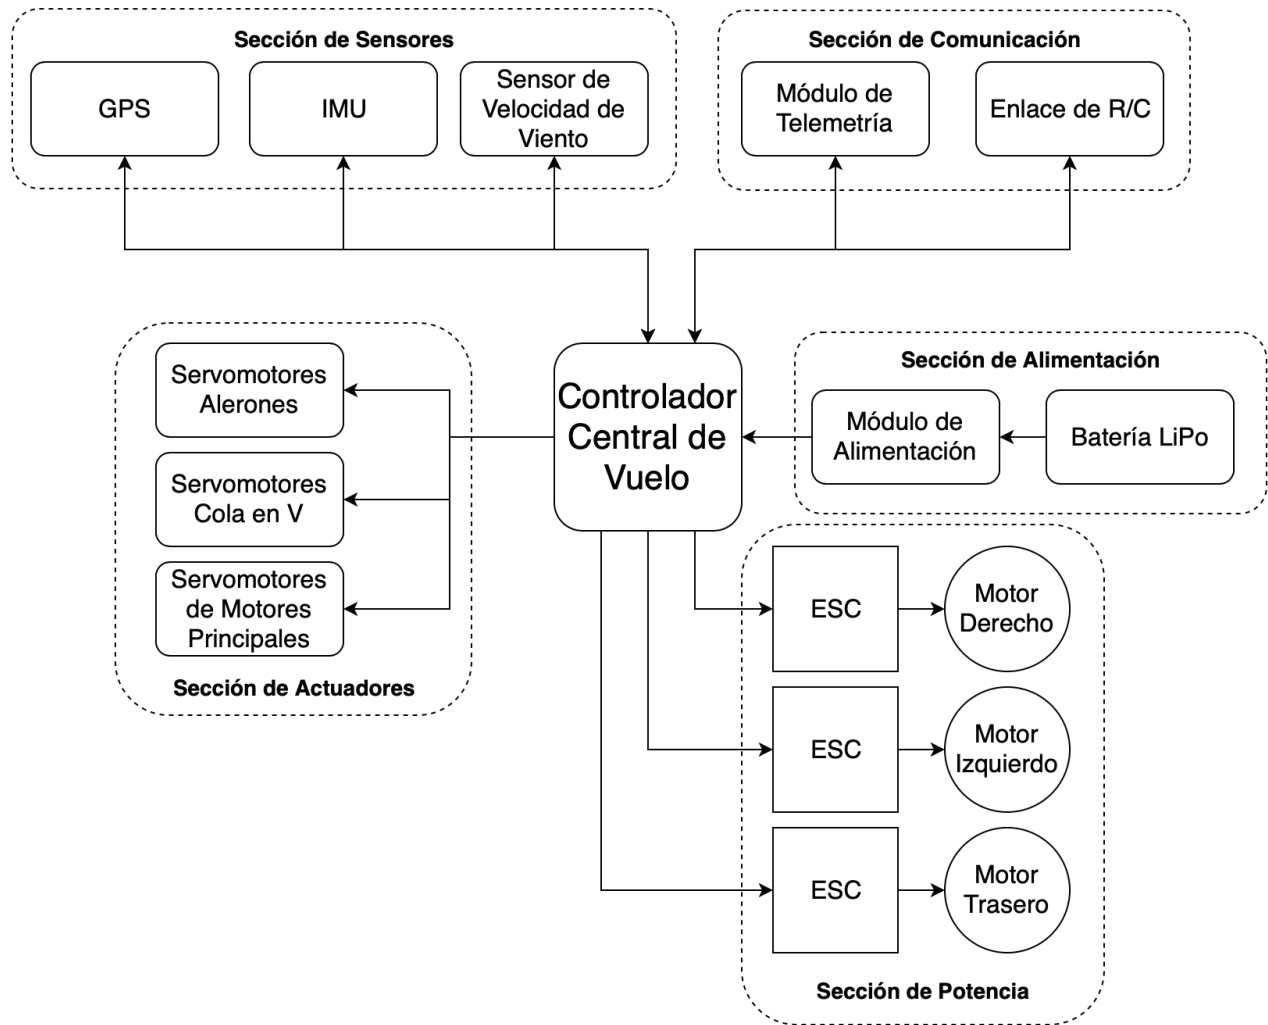 Sección de Sensores
GPS
IMU
Sensor de
Velocidad de
Viento
Sección de Comunicación
Módulo de
Telemetría
Enlace de R/C
Servomotores
Alerones
Servomotores
Cola en V
Servomotores
de Motores
Principales
Sección de Actuadores
Controlador
Central de
Vuelo
Sección de Alimentación
Módulo de
Alimentación
Batería LiPo
ESC
Motor
Derecho
ESC
Motor
Izquierdo
ESC
Motor
Trasero
Sección de Potencia